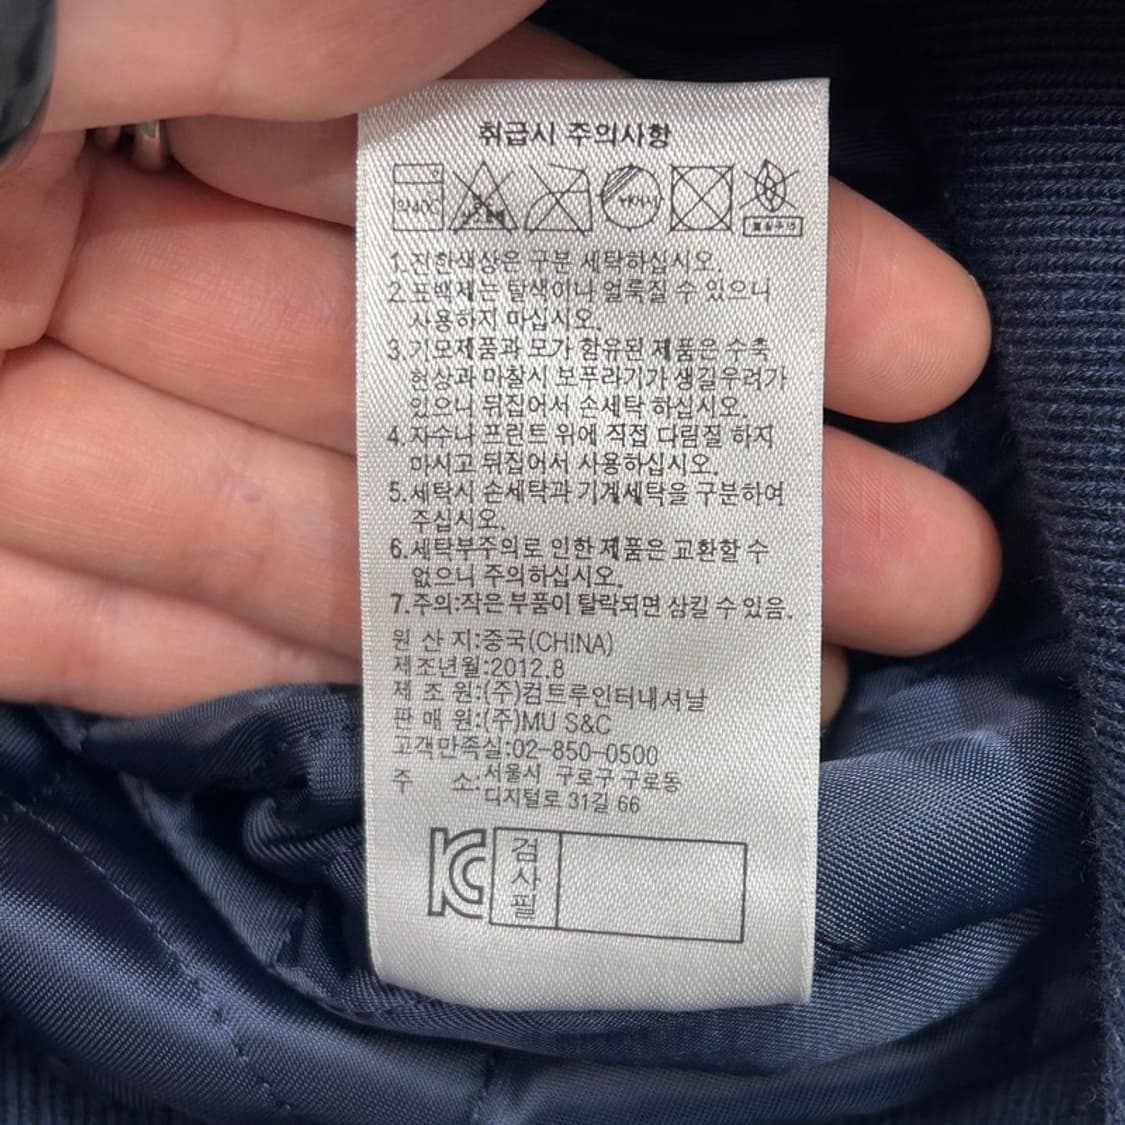 취급시 주의사항
약40℃
뉘어서
불꽃주의
1.진한색상은 구분 세탁하십시오.
2.표백제는 탈색이나 얼룩질 수 있으니
사용하지 마십시오.
3.기모제품과 모가 함유된 제품은 수축
현상과 마찰시 보푸라기가 생길우려가
있으니 뒤집어서 손세탁 하십시오.
4.자수나 프린트 위에 직접 다림질 하지
마시고 뒤집어서 사용하십시오.
5.세탁시 손세탁과 기계세탁을 구분하여
주십시오.
6.세탁부주의로 인한 제품은 교환할 수
없으니 주의하십시오.
7.주의:작은 부품이 탈락되면 삼킬 수 있음.
원 산 지:중국(CHINA)
제조년월:2012.8
제 조 원:(주)컴트루인터내셔날
판 매 원:(주)MU S&C
고객만족실:02-850-0500
주 소:서울시 구로구 구로동
디지털로 31길 66
KC 검사필